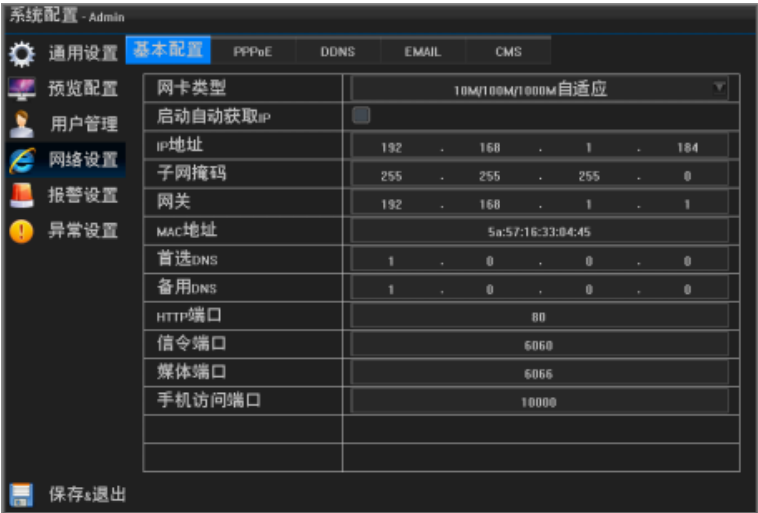 系统配置 - Admin
通用设置
预览配置
用户管理
网络设置
报警设置
异常设置
保存&退出
基本配置 PPPoE DDNS EMAIL CMS
网卡类型 10M/100M/1000M自适应
启动自动获取IP
IP地址 192 . 168 . 1 . 184
子网掩码 255 . 255 . 255 . 0
网关 192 . 168 . 1 . 1
MAC地址 5a:57:16:33:04:45
首选DNS 1 . 0 . 0 . 0
备用DNS 1 . 0 . 0 . 0
HTTP端口 80
信令端口 6060
媒体端口 6066
手机访问端口 10000